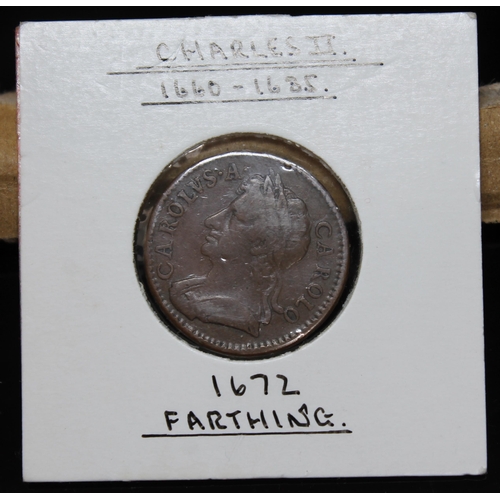 CHARLES II.
1660 - 1685.
CAROLVS·A·
CAROLO
1672
FARTHING.